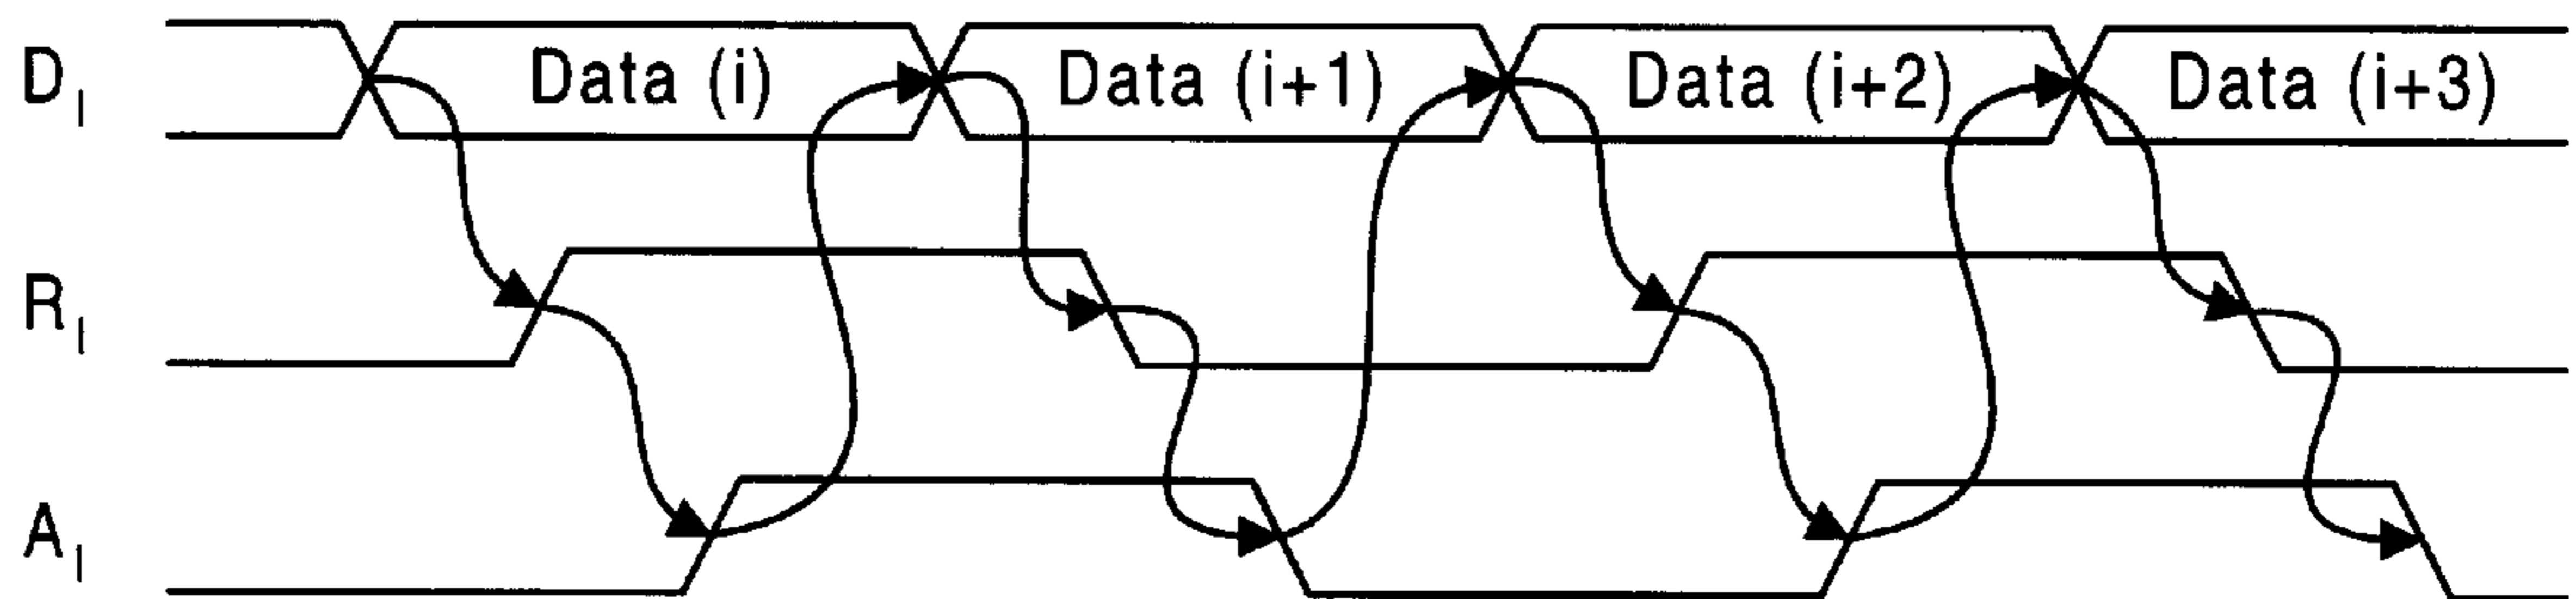 D_I Data (i) Data (i+1) Data (i+2) Data (i+3)
R_I
A_I